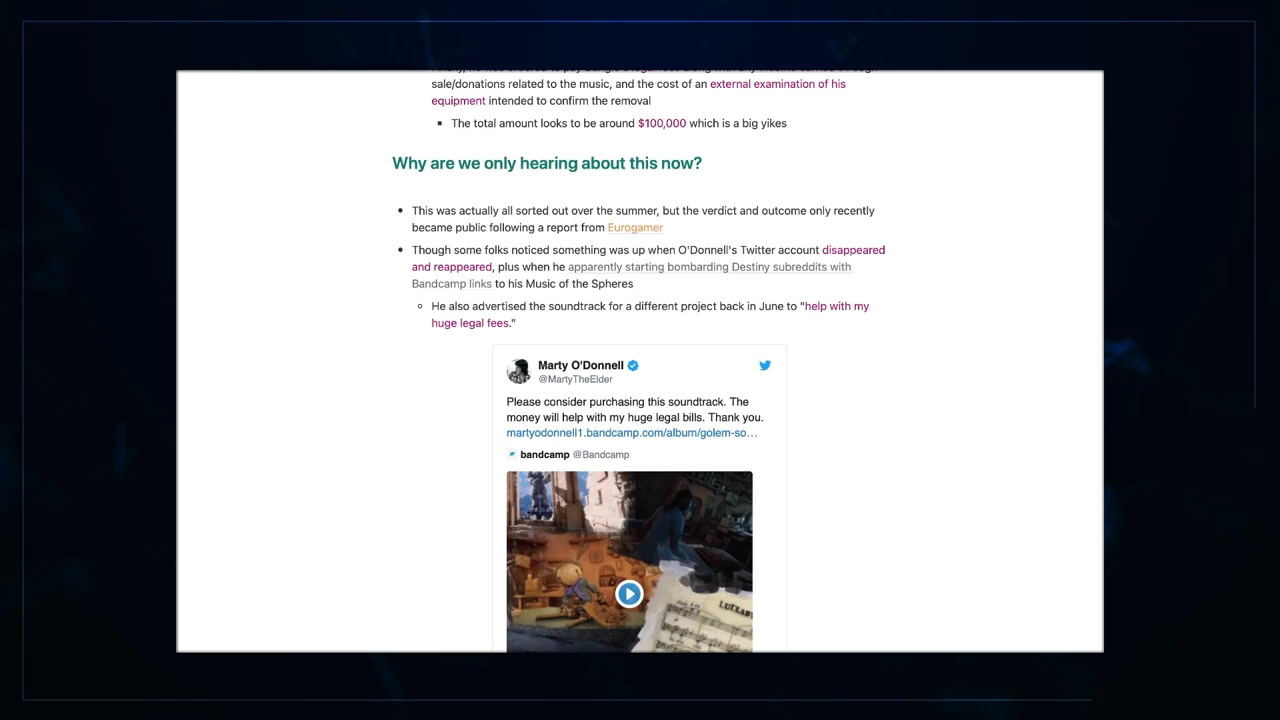 sale/donations related to the music, and the cost of an external examination of his
equipment intended to confirm the removal
The total amount looks to be around $100,000 which is a big yikes
Why are we only hearing about this now?
This was actually all sorted out over the summer, but the verdict and outcome only recently
became public following a report from Eurogamer
Though some folks noticed something was up when O'Donnell's Twitter account disappeared
and reappeared, plus when he apparently starting bombarding Destiny subreddits with
Bandcamp links to his Music of the Spheres
He also advertised the soundtrack for a different project back in June to "help with my
huge legal fees."
Marty O'Donnell
@MartyTheElder
Please consider purchasing this soundtrack. The
money will help with my huge legal bills. Thank you.
martyodonnell1.bandcamp.com/album/golem-so…
bandcamp @Bandcamp